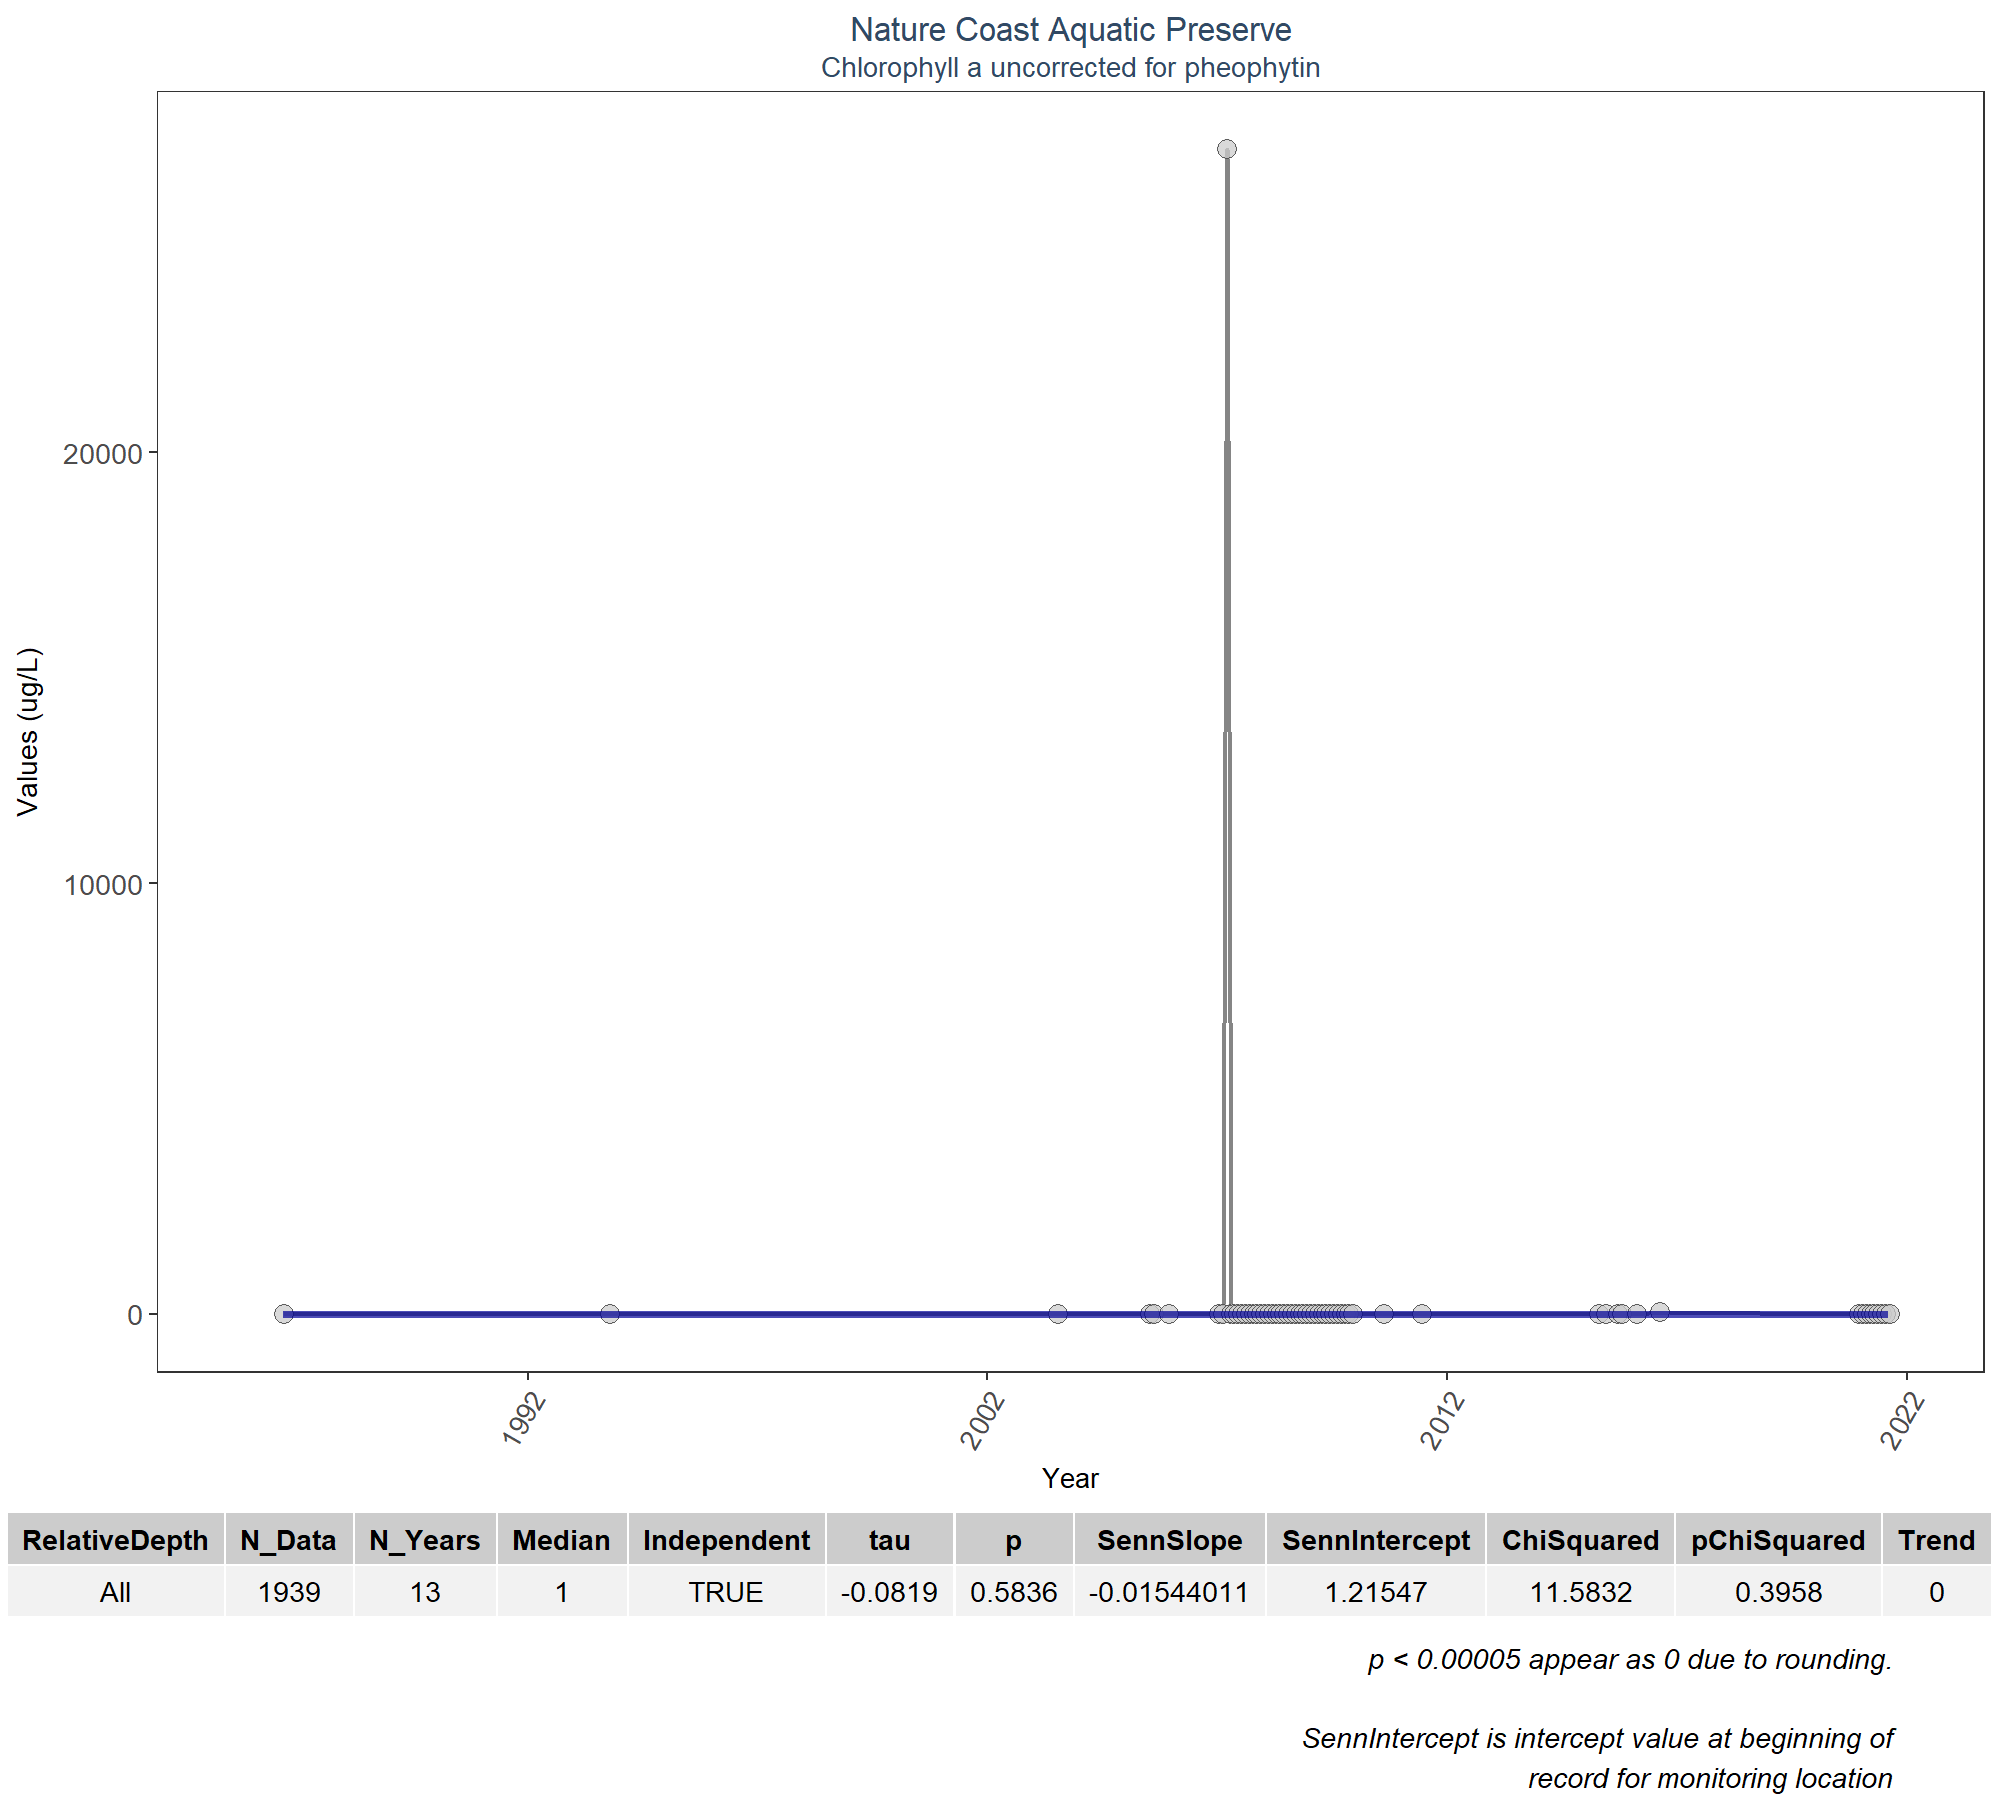 Nature Coast Aquatic Preserve
Chlorophyll a uncorrected for pheophytin
Values (ug/L)
20000
10000
0
1992
2002
2012
2022
Year
RelativeDepth N_Data N_Years Median Independent tau p SennSlope SennIntercept ChiSquared pChiSquared Trend
All 1939 13 1 TRUE -0.0819 0.5836 -0.01544011 1.21547 11.5832 0.3958 0
p < 0.00005 appear as 0 due to rounding.
SennIntercept is intercept value at beginning of
record for monitoring location